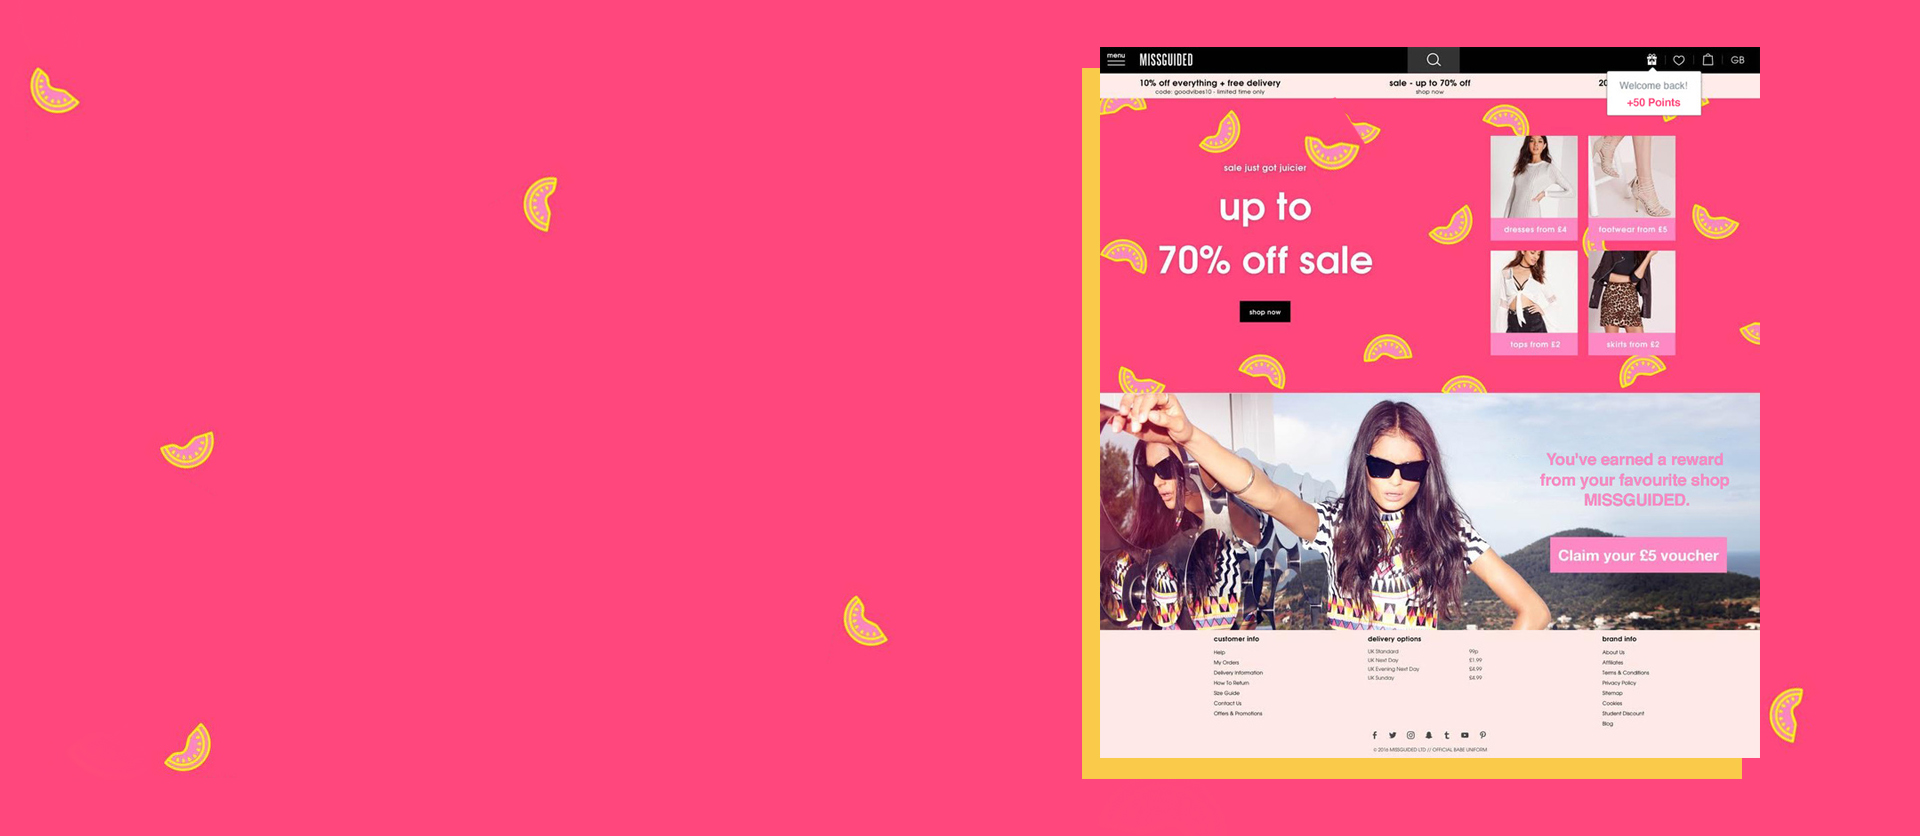 menu
MISSGUIDED
GB
10% off everything + free delivery
code: goodvibes10 - limited time only
sale - up to 70% off
shop now
20
Welcome back!
+50 Points
sale just got juicier
up to
70% off sale
shop now
dresses from £4
footwear from £5
tops from £2
skirts from £2
You've earned a reward
from your favourite shop
MISSGUIDED.
Claim your £5 voucher
customer info
Help
My Orders
Delivery Information
How To Return
Size Guide
Contact Us
Offers & Promotions
delivery options
UK Standard 99p
UK Next Day £1.99
UK Evening Next Day £4.99
UK Sunday £4.99
brand info
About Us
Affiliates
Terms & Conditions
Privacy Policy
Sitemap
Cookies
Student Discount
Blog
© 2016 MISSGUIDED LTD // OFFICIAL BABE UNIFORM